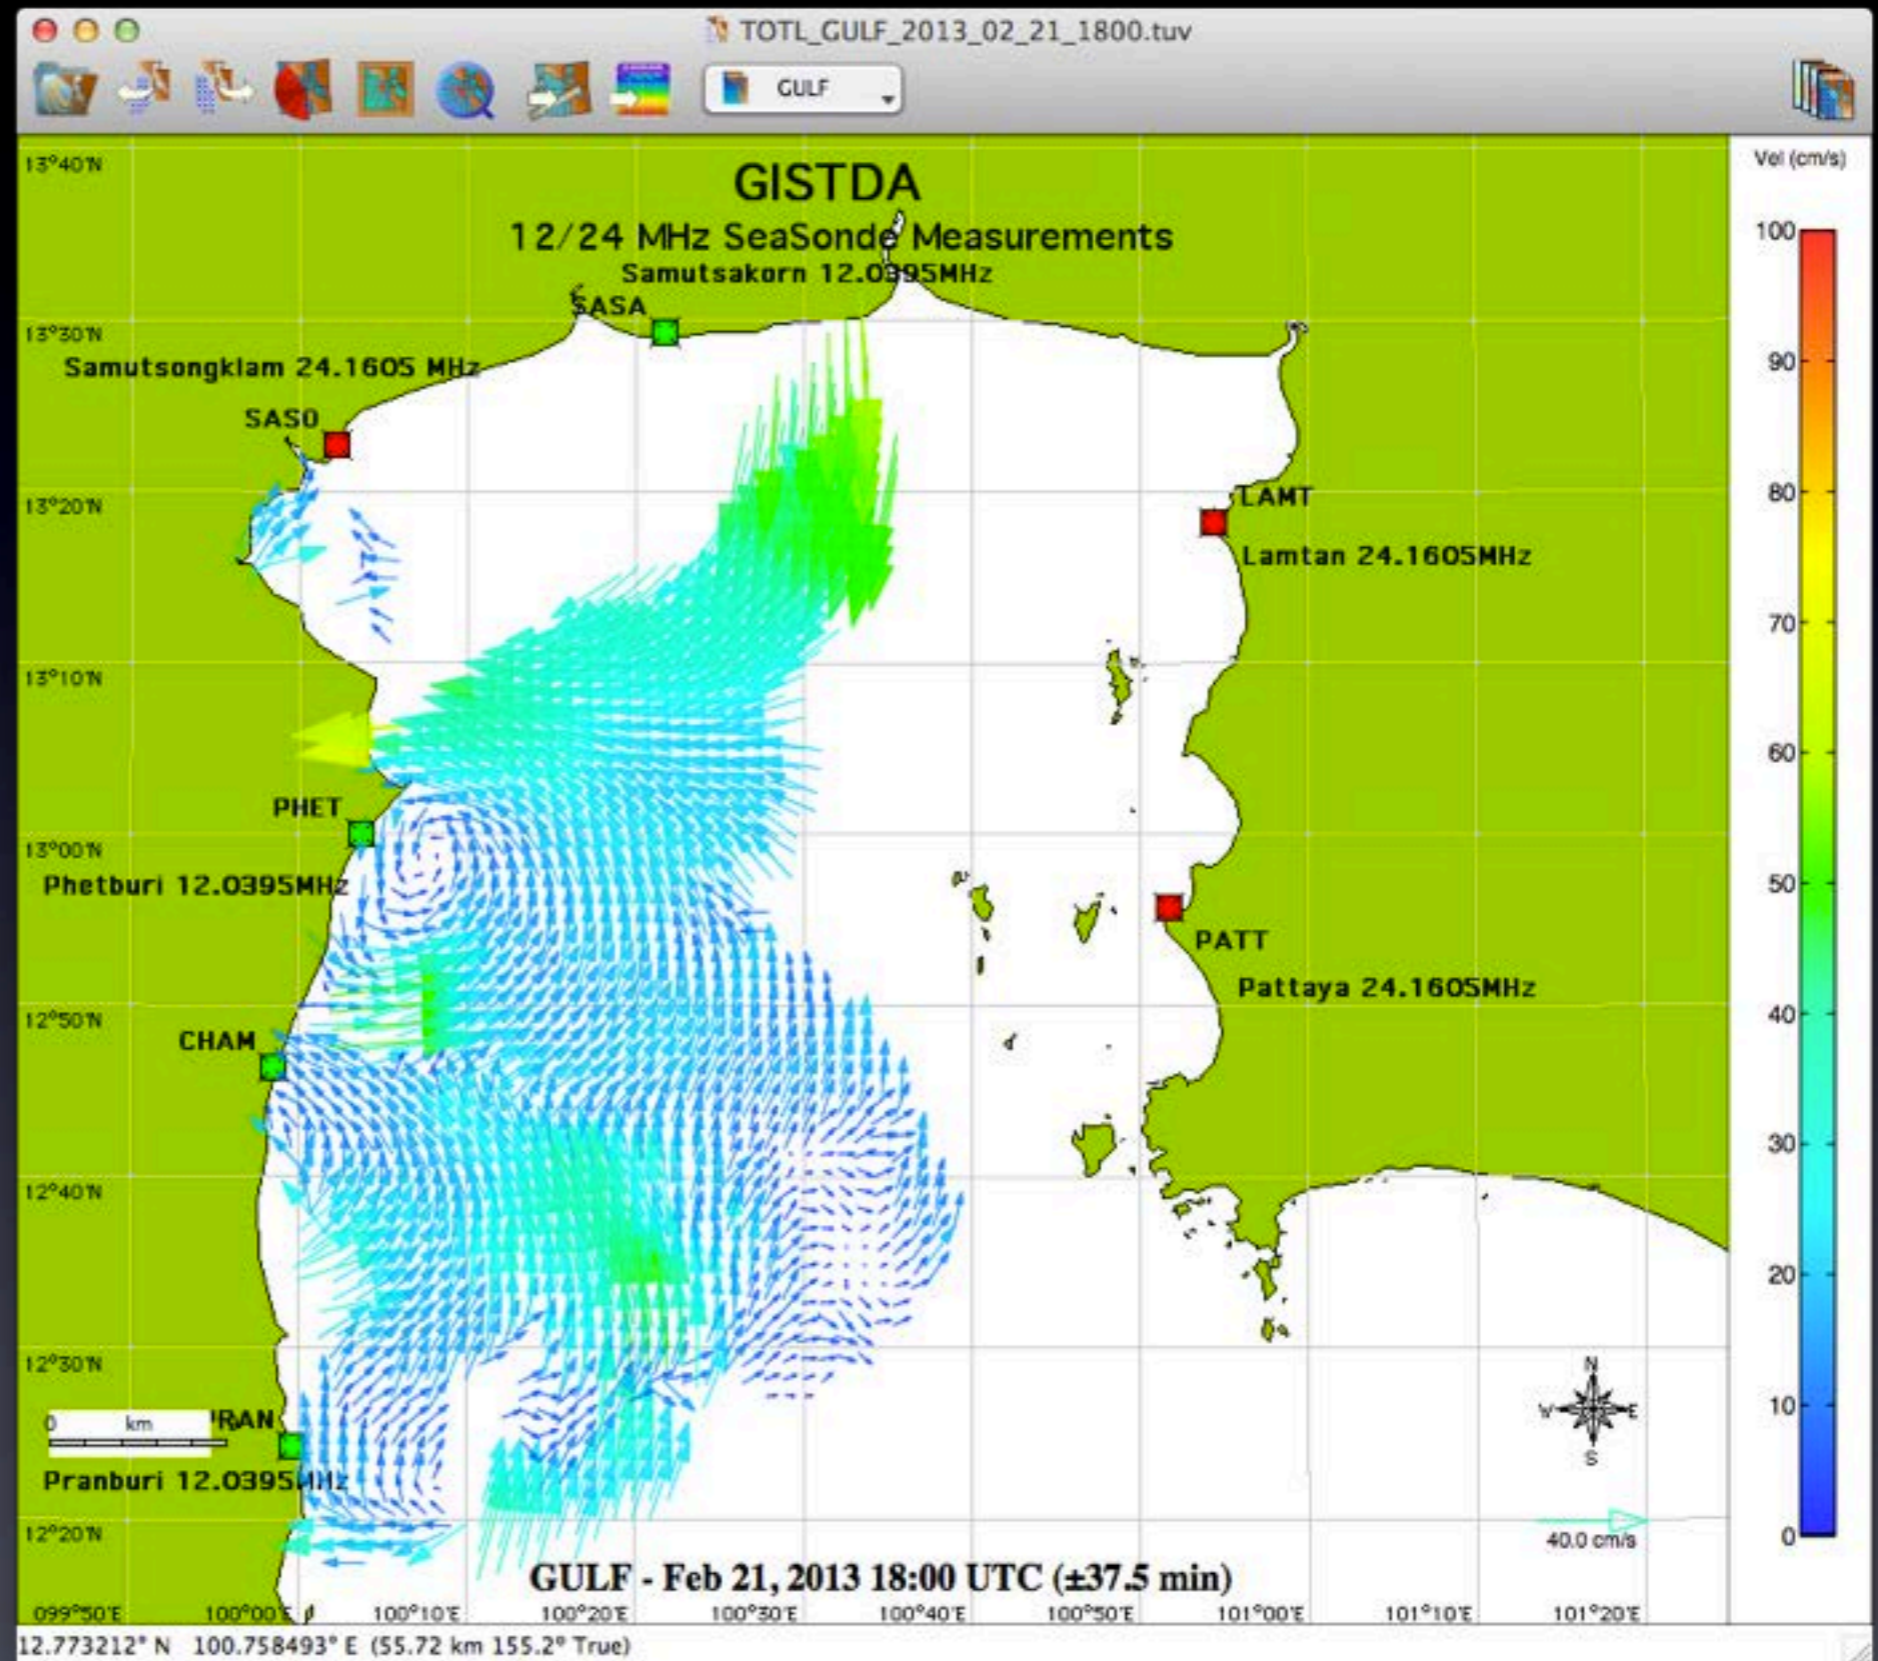 TOTL_GULF_2013_02_21_1800.tuv
GULF
Vel (cm/s)
13°40'N
GISTDA
12/24 MHz SeaSonde Measurements
Samutsakorn 12.0395MHz
SASA
13°30'N
Samutsongklam 24.1605 MHz
SASO
13°20'N
LAMT
Lamtan 24.1605MHz
13°10'N
PHET
13°00'N
Phetburi 12.0395MHz
PATT
Pattaya 24.1605MHz
12°50'N
CHAM
12°40'N
12°30'N
N
W E
S
0 km
RAN
Pranburi 12.0395MHz
12°20'N
40.0 cm/s
GULF - Feb 21, 2013 18:00 UTC (±37.5 min)
099°50'E 100°00'E 100°10'E 100°20'E 100°30'E 100°40'E 100°50'E 101°00'E 101°10'E 101°20'E
100
90
80
70
60
50
40
30
20
10
0
12.773212° N 100.758493° E (55.72 km 155.2° True)